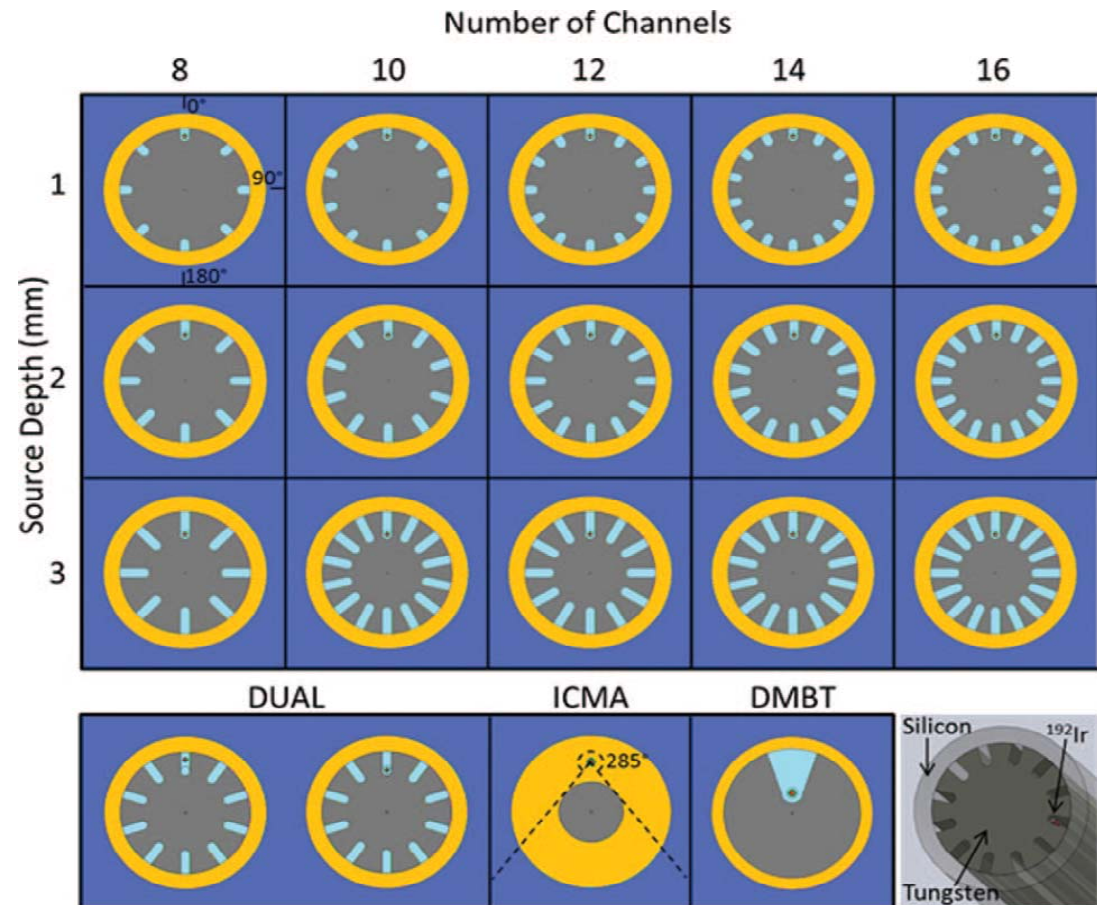 Number of Channels
8 10 12 14 16
0°
90°
180°
1
2
3
Source Depth (mm)
DUAL ICMA DMBT
285°
Silicon
¹⁹²Ir
Tungsten